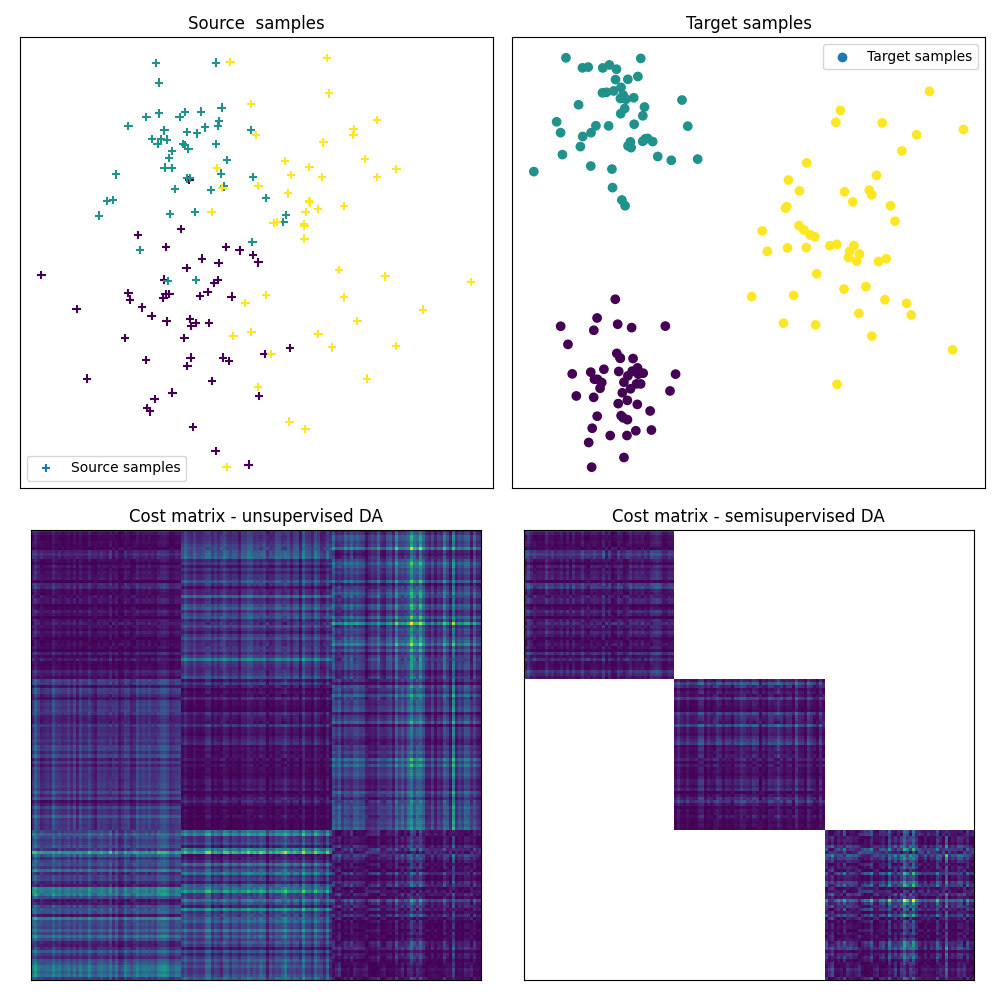 Source  samples
Target samples
Target samples
Source samples
Cost matrix - unsupervised DA
Cost matrix - semisupervised DA